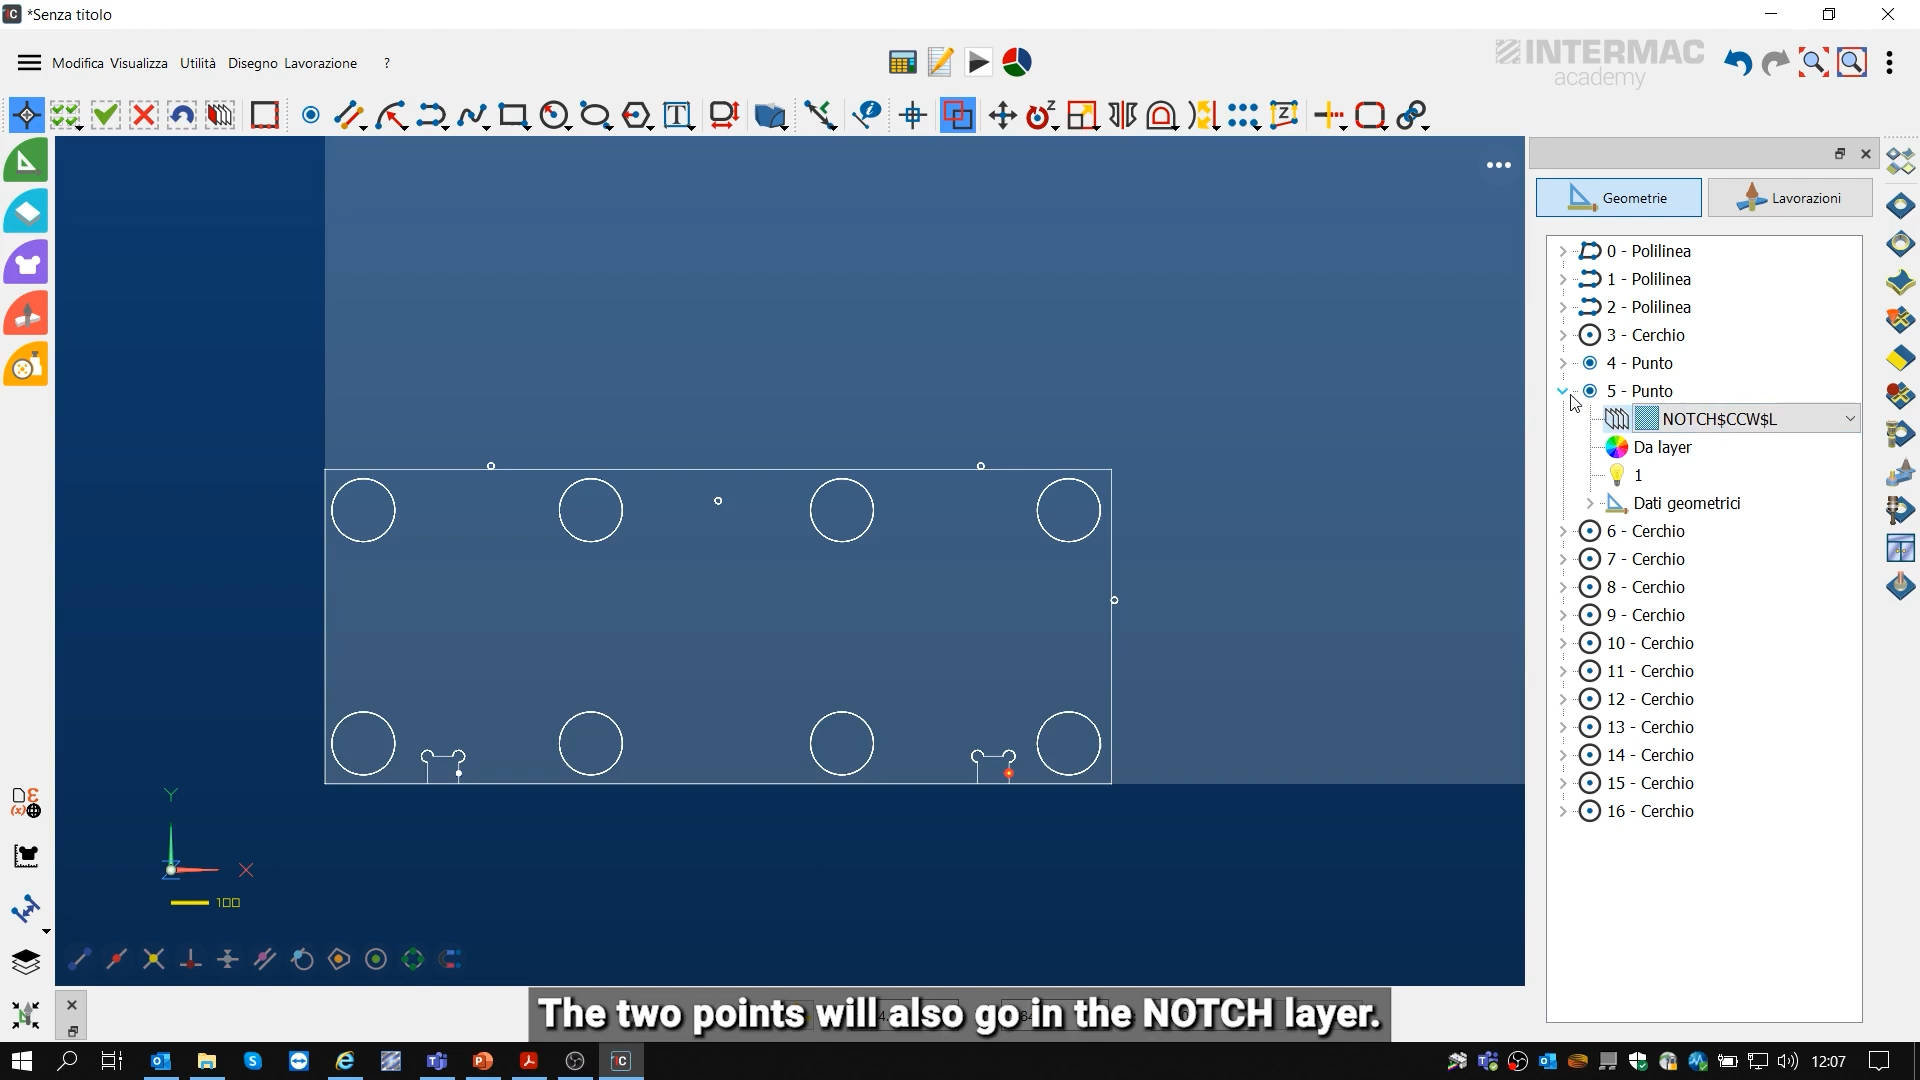 *Senza titolo
Modifica Visualizza Utilità Disegno Lavorazione ?
INTERMAC
academy
Geometrie
Lavorazioni
0 - Polilinea
1 - Polilinea
2 - Polilinea
3 - Cerchio
4 - Punto
5 - Punto
NOTCH$CCW$L
Da layer
1
Dati geometrici
6 - Cerchio
7 - Cerchio
8 - Cerchio
9 - Cerchio
10 - Cerchio
11 - Cerchio
12 - Cerchio
13 - Cerchio
14 - Cerchio
15 - Cerchio
16 - Cerchio
Y
X
Z
100
The two points will also go in the NOTCH layer.
12:07